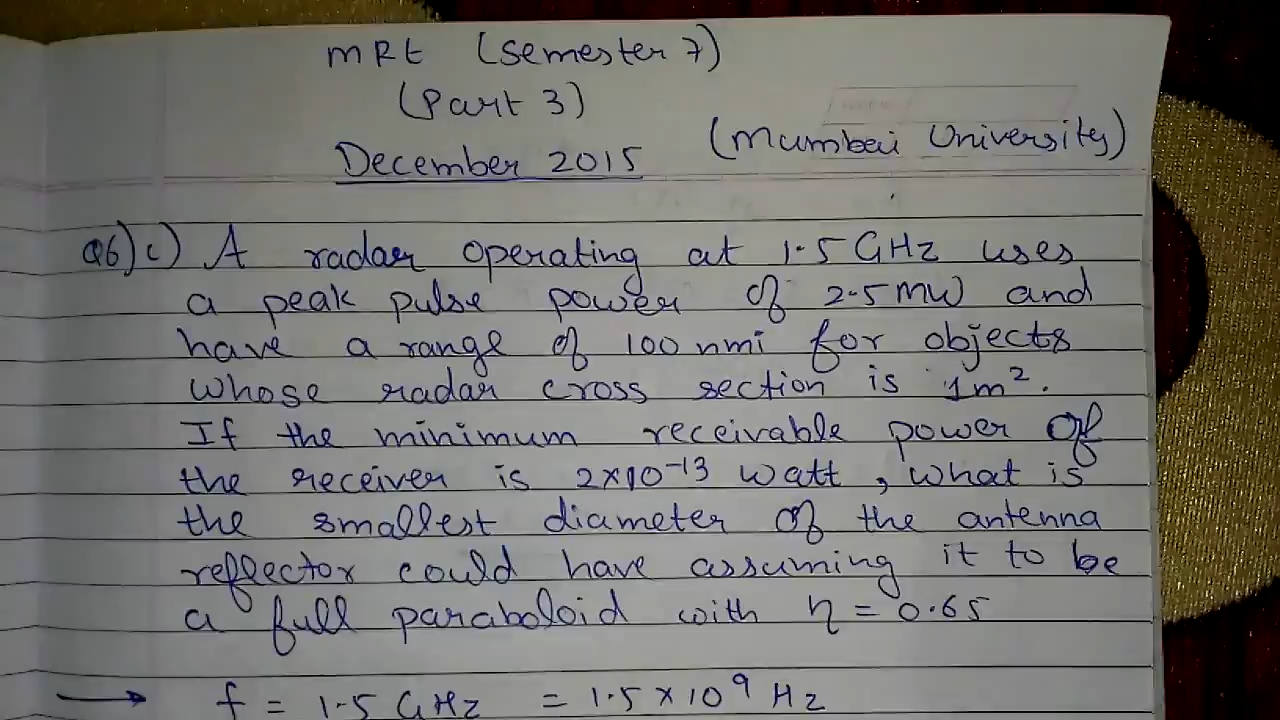 MRE (Semester 7)
(Part 3)
(Mumbai University)
December 2015
Q6) c) A radar operating at 1.5 GHz uses
a peak pulse power of 2.5 MW and
have a range of 100 nmi for objects
whose radar cross section is 1m².
If the minimum receivable power of
the receiver is 2×10⁻¹³ watt, what is
the smallest diameter of the antenna
reflector could have assuming it to be
a full paraboloid with η = 0.65
→ f = 1.5 GHz = 1.5 × 10⁹ Hz